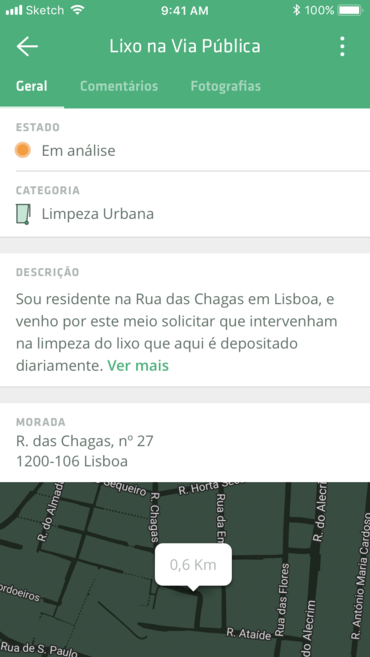 Sketch 9:41 AM 100%
Lixo na Via Pública
Geral Comentários Fotografias
ESTADO
Em análise
CATEGORIA
Limpeza Urbana
DESCRIÇÃO
Sou residente na Rua das Chagas em Lisboa, e
venho por este meio solicitar que intervenham
na limpeza do lixo que aqui é depositado
diariamente. Ver mais
MORADA
R. das Chagas, nº 27
1200-106 Lisboa
R. do Almada
Sequeiro
R. Chagas
R. Horta
Rua da
R. do Alecrim
R. António Maria Cardoso
0,6 Km
Rua das Flores
R. Ataíde
do Alecrim
Rua de S. Paulo